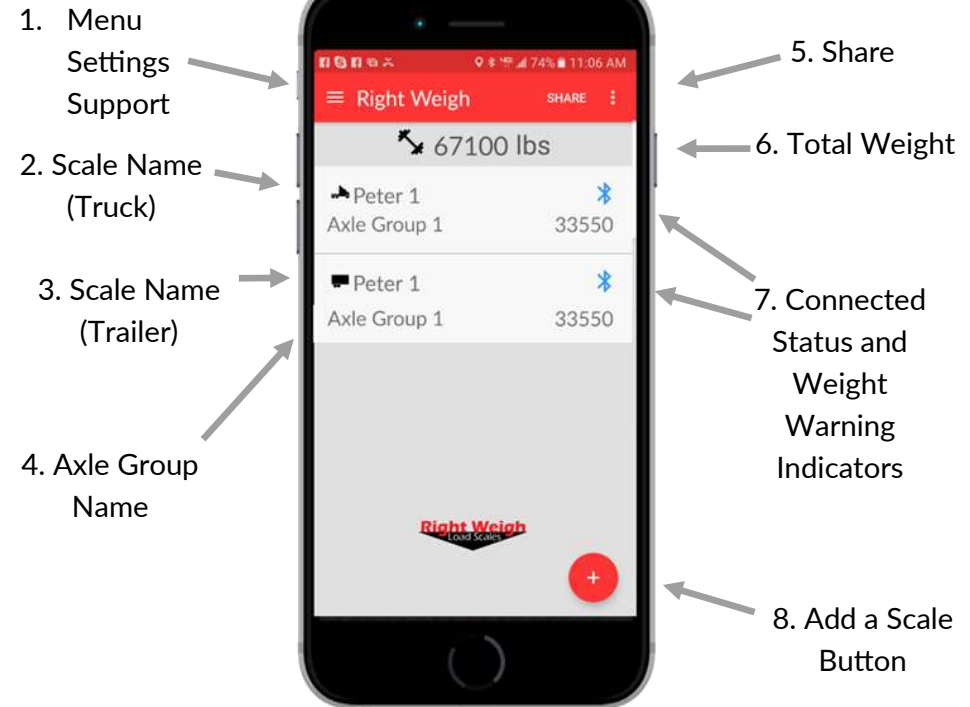 1. Menu
Settings
Support
2. Scale Name
(Truck)
3. Scale Name
(Trailer)
4. Axle Group
Name
74% 11:06 AM
Right Weigh SHARE
67100 lbs
Peter 1
Axle Group 1 33550
Peter 1
Axle Group 1 33550
Right Weigh
Load Scales
+
5. Share
6. Total Weight
7. Connected
Status and
Weight
Warning
Indicators
8. Add a Scale
Button